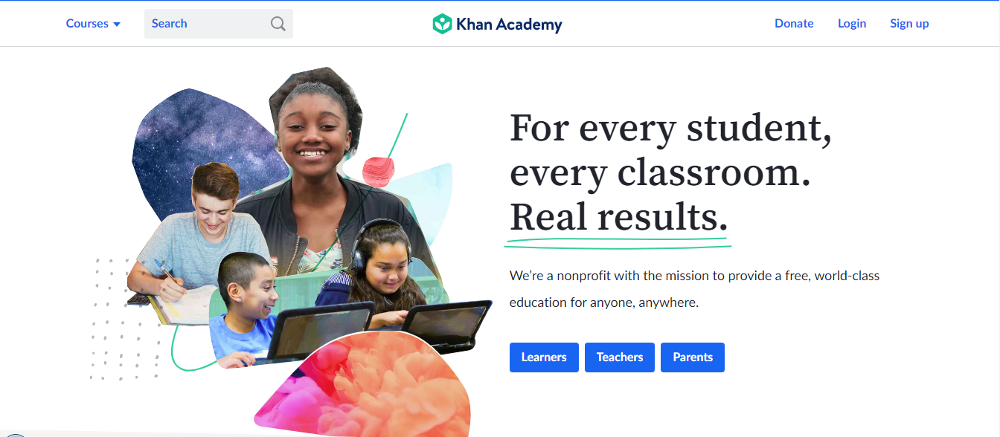 Courses
Search
Khan Academy
Donate
Login
Sign up
For every student,
every classroom.
Real results.
We’re a nonprofit with the mission to provide a free, world-class
education for anyone, anywhere.
Learners
Teachers
Parents